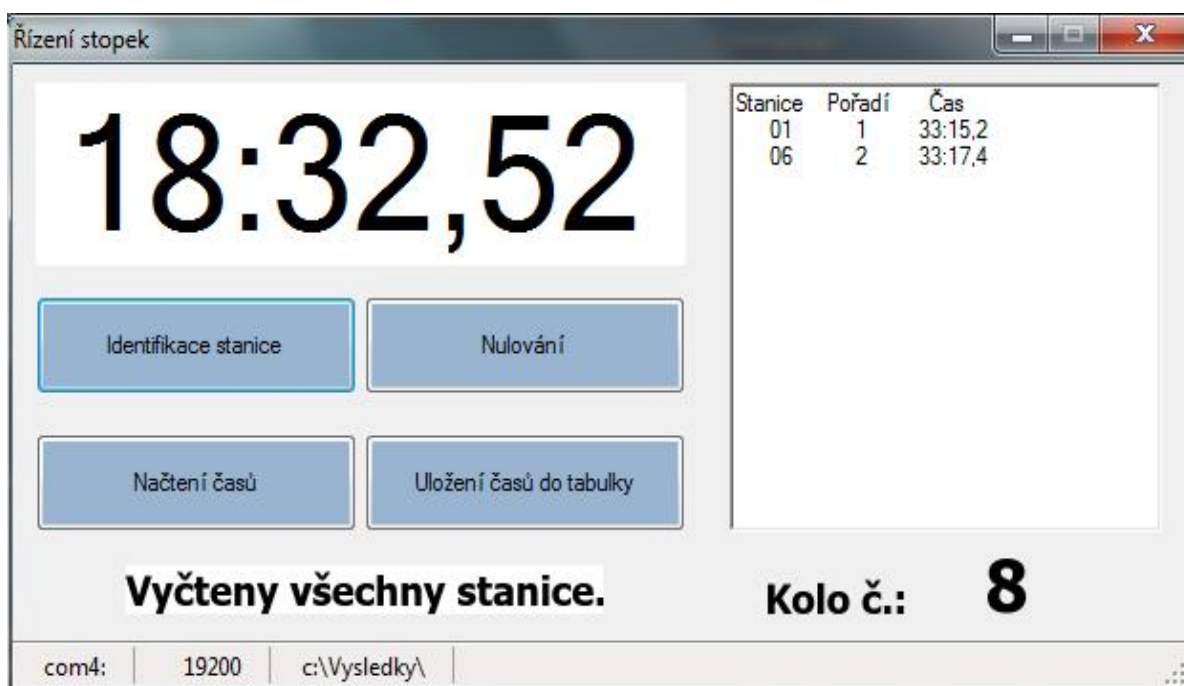 Řízení stopek
18:32,52
Stanice Pořadí Čas
01 1 33:15,2
06 2 33:17,4
Identifikace stanice
Nulování
Načtení časů
Uložení časů do tabulky
Vyčteny všechny stanice.
Kolo č.: 8
com4: 19200 c:\Vysledky\